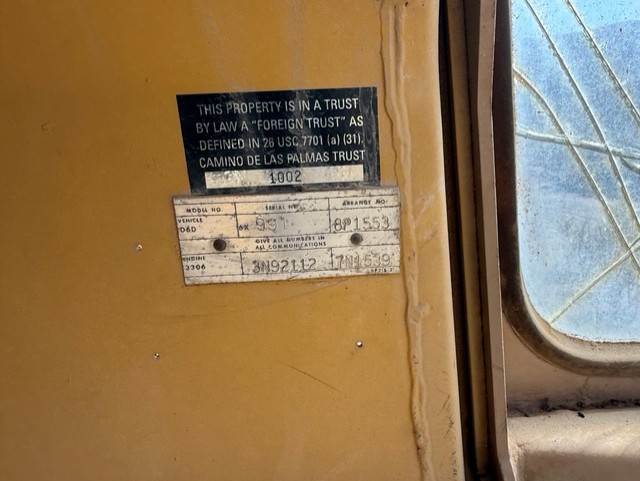 THIS PROPERTY IS IN A TRUST
BY LAW A "FOREIGN TRUST" AS
DEFINED IN 26 USC 7701 (a) (31).
CAMINO DE LAS PALMAS TRUST
1002
MODEL NO. SERIAL NO. ARRANGE NO.
VEHICLE
D6D 8P1553
GIVE ALL NUMBERS IN
ALL COMMUNICATIONS
ENGINE
3306 3N92112 7N1539